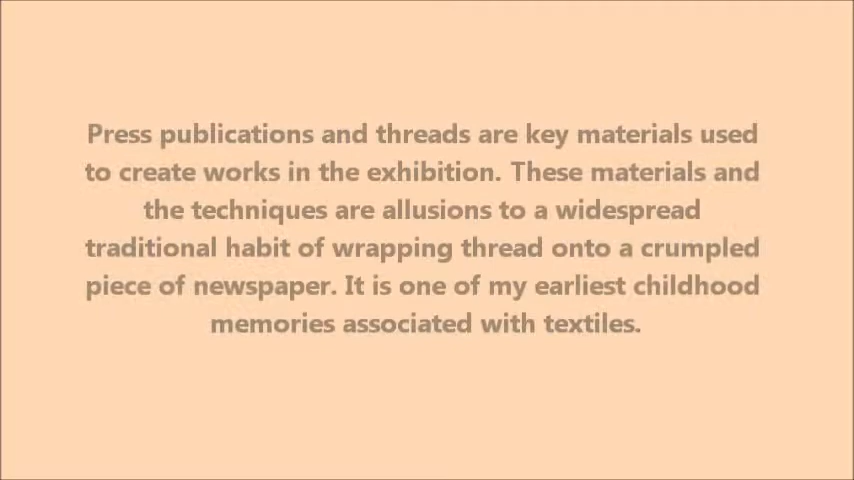 Press publications and threads are key materials used
to create works in the exhibition. These materials and
the techniques are allusions to a widespread
traditional habit of wrapping thread onto a crumpled
piece of newspaper. It is one of my earliest childhood
memories associated with textiles.